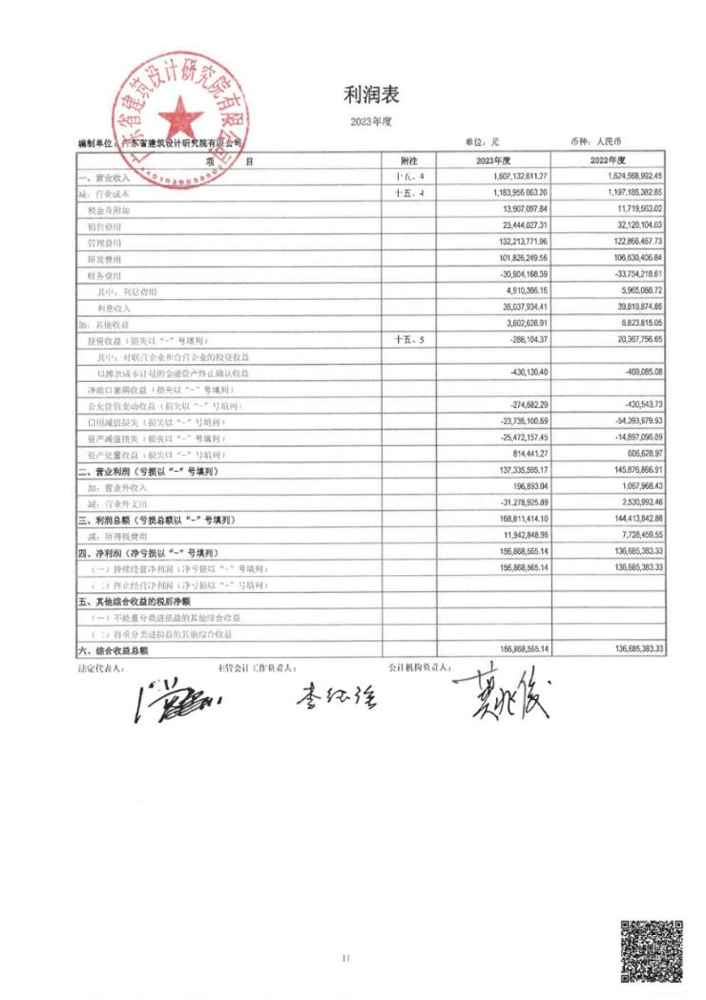 广东省建筑设计研究院有限公司
利润表
2023年度
编制单位：广东省建筑设计研究院有限公司 单位：元 币种：人民币
项 目 附注 2023年度 2022年度
一、营业收入 十五、4 1,607,132,611.27 1,624,568,992.45
减：营业成本 十五、4 1,183,956,063.20 1,197,186,382.85
税金及附加 13,907,097.84 11,719,563.02
销售费用 23,444,027.31 32,120,104.03
管理费用 132,213,771.96 122,866,467.73
研发费用 101,826,249.56 106,630,406.84
财务费用 -30,904,168.39 -33,754,218.61
其中：利息费用 4,910,366.16 5,965,068.72
利息收入 36,037,934.41 39,819,874.86
加：其他收益 3,602,628.91 6,823,815.05
投资收益（损失以“-”号填列） 十五、5 -288,104.37 20,367,756.65
其中：对联营企业和合营企业的投资收益
以摊余成本计量的金融资产终止确认收益 -430,130.40 -469,085.08
净敞口套期收益（损失以“-”号填列）
公允价值变动收益（损失以“-”号填列） -274,682.29 -430,543.73
信用减值损失（损失以“-”号填列） -23,736,100.69 -54,393,979.93
资产减值损失（损失以“-”号填列） -25,472,157.45 -14,897,096.89
资产处置收益（损失以“-”号填列） 814,441.27 606,628.97
二、营业利润（亏损以“-”号填列） 137,335,595.17 145,876,866.91
加：营业外收入 196,893.04 1,067,968.43
减：营业外支出 -31,278,925.89 2,530,992.46
三、利润总额（亏损总额以“-”号填列） 168,811,414.10 144,413,842.88
减：所得税费用 11,942,848.96 7,728,459.55
四、净利润（净亏损以“-”号填列） 156,868,565.14 136,685,383.33
（一）持续经营净利润（净亏损以“-”号填列） 156,868,565.14 136,685,383.33
（二）终止经营净利润（净亏损以“-”号填列）
五、其他综合收益的税后净额
（一）不能重分类进损益的其他综合收益
（二）将重分类进损益的其他综合收益
六、综合收益总额 156,868,565.14 136,685,383.33
法定代表人： 主管会计工作负责人： 会计机构负责人：
11